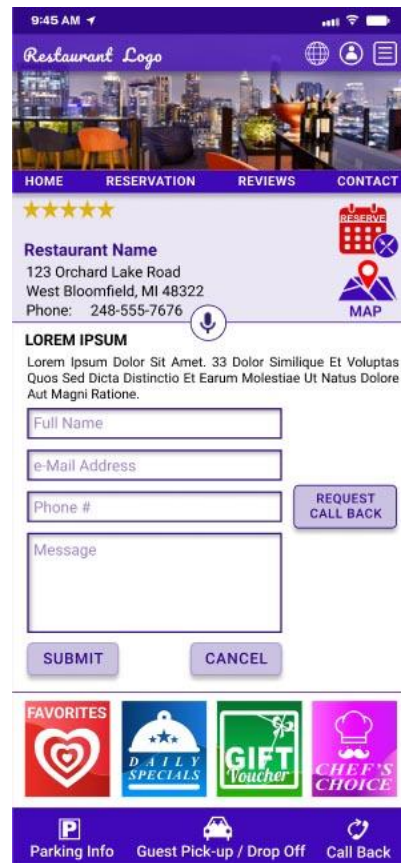 9:45 AM
Restaurant Logo
HOME RESERVATION REVIEWS CONTACT
RESERVE
Restaurant Name
123 Orchard Lake Road
West Bloomfield, MI 48322
Phone: 248-555-7676
MAP
LOREM IPSUM
Lorem Ipsum Dolor Sit Amet. 33 Dolor Similique Et Voluptas
Quos Sed Dicta Distinctio Et Earum Molestiae Ut Natus Dolore
Aut Magni Ratione.
Full Name
e-Mail Address
Phone #
REQUEST
CALL BACK
Message
SUBMIT CANCEL
FAVORITES
DAILY
SPECIALS
GIFT
Voucher
CHEF'S
CHOICE
P
Parking Info Guest Pick-up / Drop Off Call Back